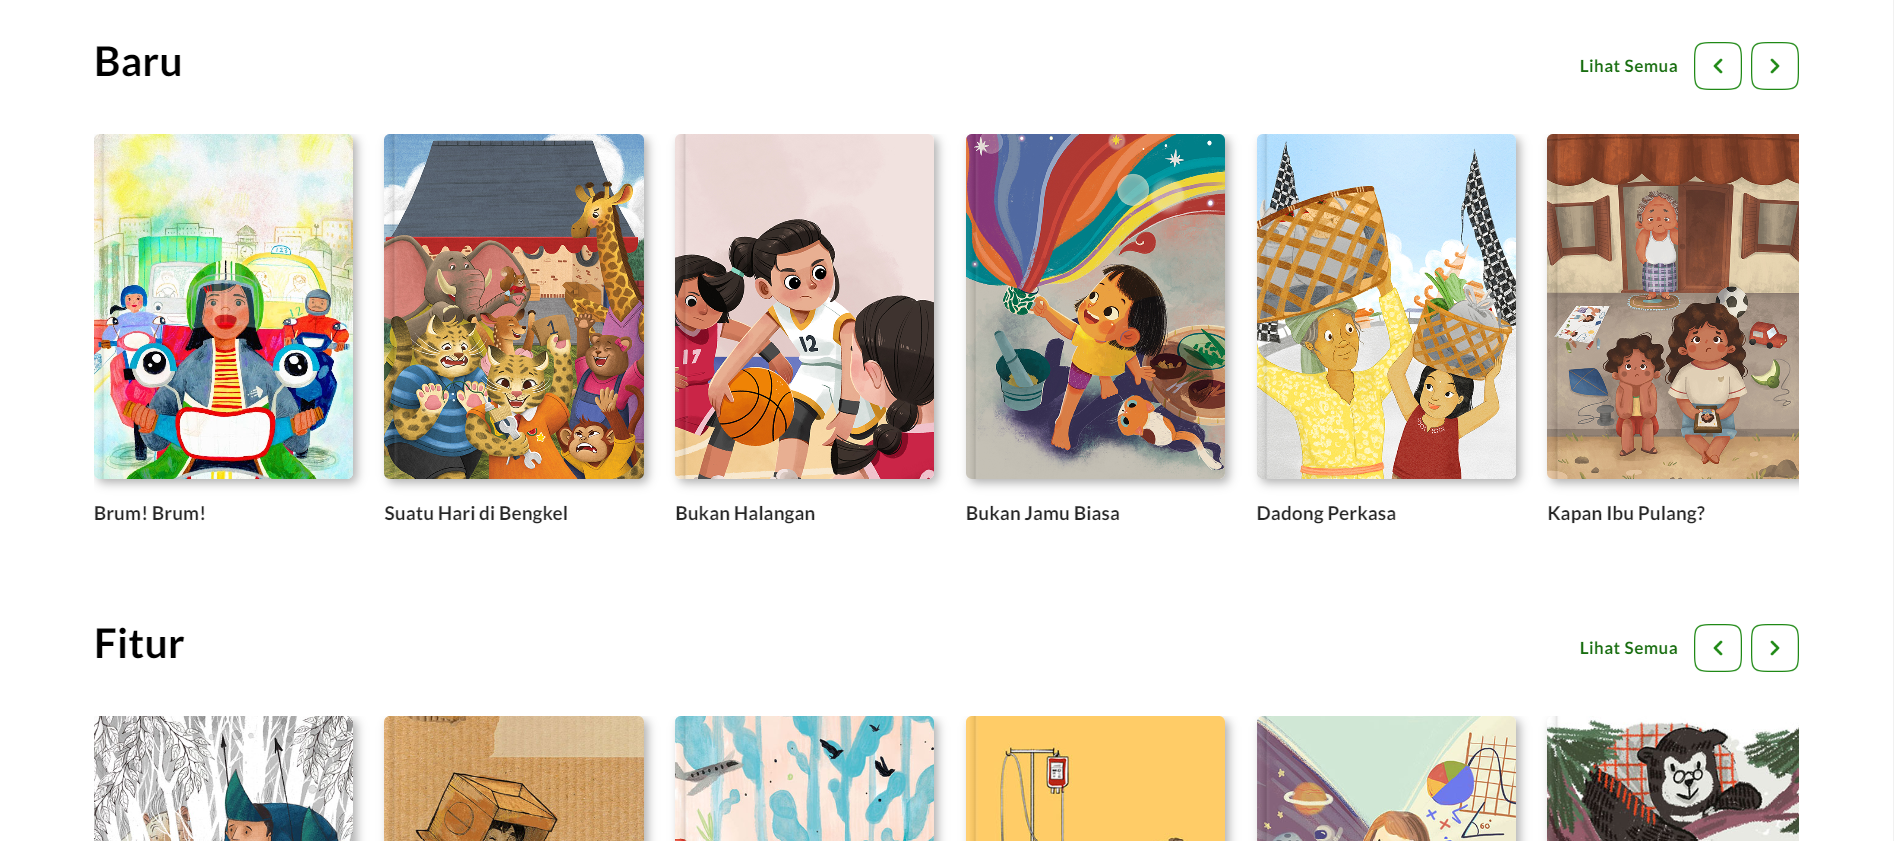 Baru
Lihat Semua
17
12
Brum! Brum!
Suatu Hari di Bengkel
Bukan Halangan
Bukan Jamu Biasa
Dadong Perkasa
Kapan Ibu Pulang?
Fitur
Lihat Semua
60°